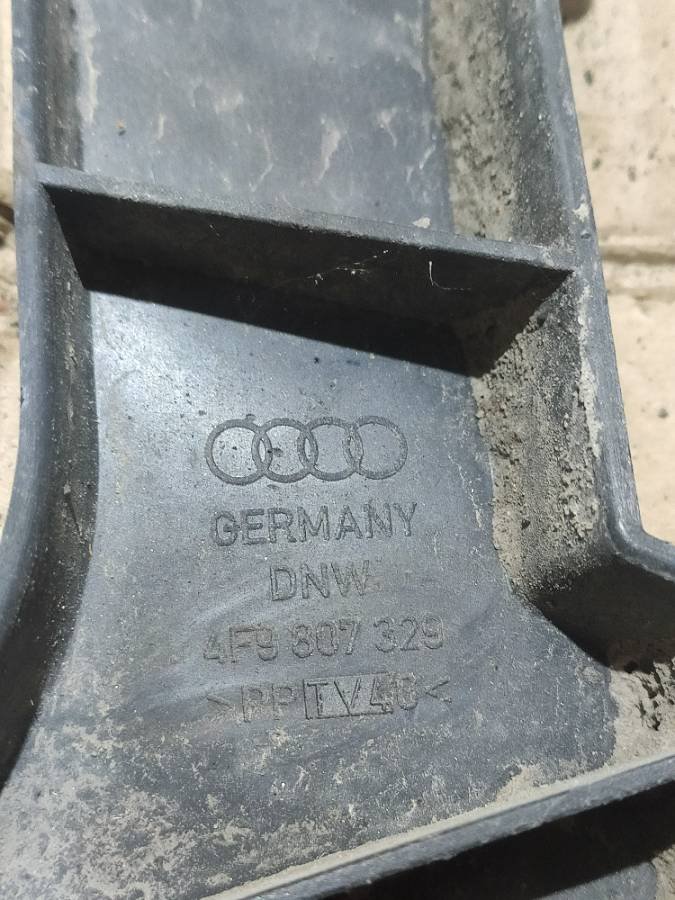 GERMANY
DNW
4F9 807 329
>PP TV40<